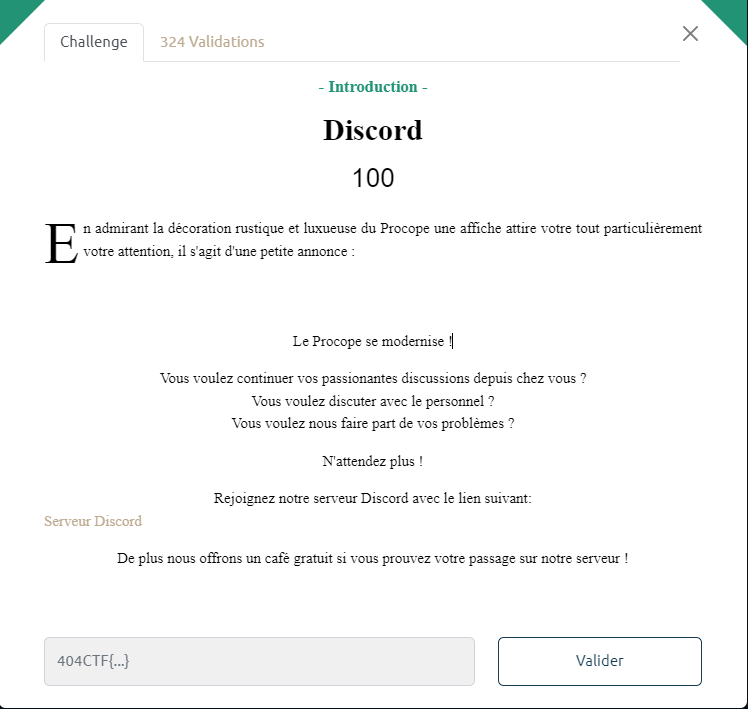 Challenge
324 Validations
- Introduction -
Discord
100
En admirant la décoration rustique et luxueuse du Procope une affiche attire votre tout particulièrement
votre attention, il s'agit d'une petite annonce :
Le Procope se modernise !
Vous voulez continuer vos passionantes discussions depuis chez vous ?
Vous voulez discuter avec le personnel ?
Vous voulez nous faire part de vos problèmes ?
N'attendez plus !
Rejoignez notre serveur Discord avec le lien suivant:
Serveur Discord
De plus nous offrons un café gratuit si vous prouvez votre passage sur notre serveur !
404CTF{...}
Valider